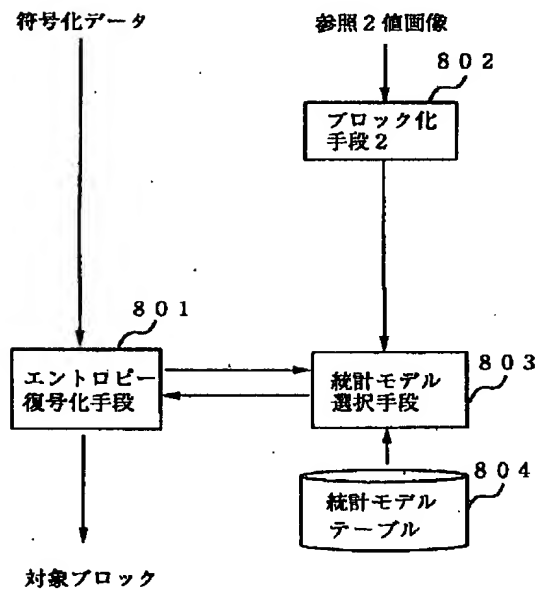 符号化データ
参照２値画像
８０２
ブロック化
手段２
８０１
エントロピー
復号化手段
８０３
統計モデル
選択手段
８０４
統計モデル
テーブル
対象ブロック